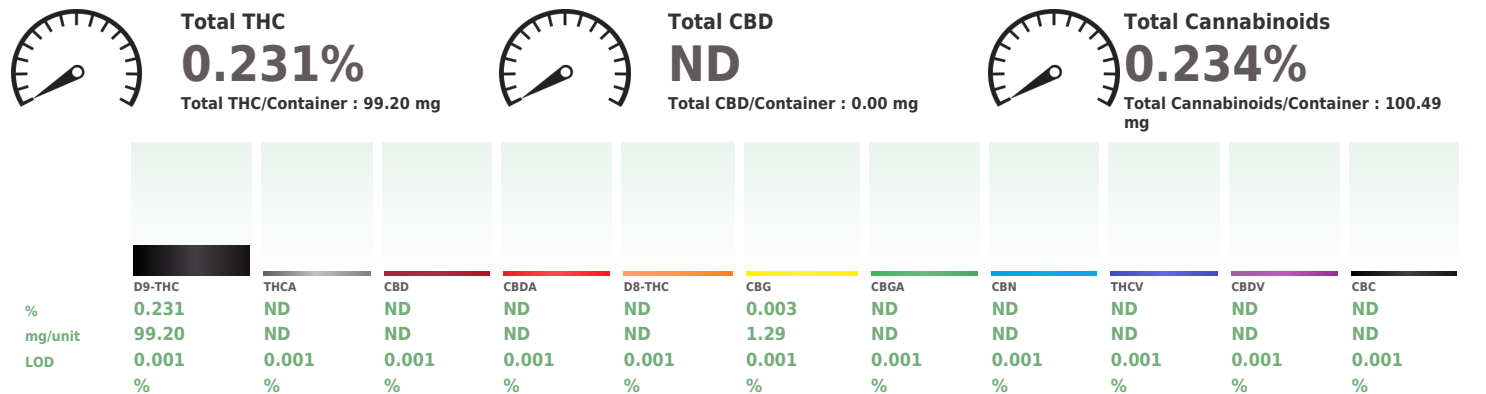 Total THC
0.231%
Total THC/Container : 99.20 mg
Total CBD
ND
Total CBD/Container : 0.00 mg
Total Cannabinoids
0.234%
Total Cannabinoids/Container : 100.49
mg
D9-THC THCA CBD CBDA D8-THC CBG CBGA CBN THCV CBDV CBC
% 0.231 ND ND ND ND 0.003 ND ND ND ND ND
mg/unit 99.20 ND ND ND ND 1.29 ND ND ND ND ND
LOD 0.001 0.001 0.001 0.001 0.001 0.001 0.001 0.001 0.001 0.001 0.001
% % % % % % % % % % %